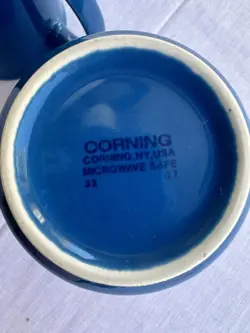 CORNING
CORNING, NY, USA
MICROWAVE SAFE
33